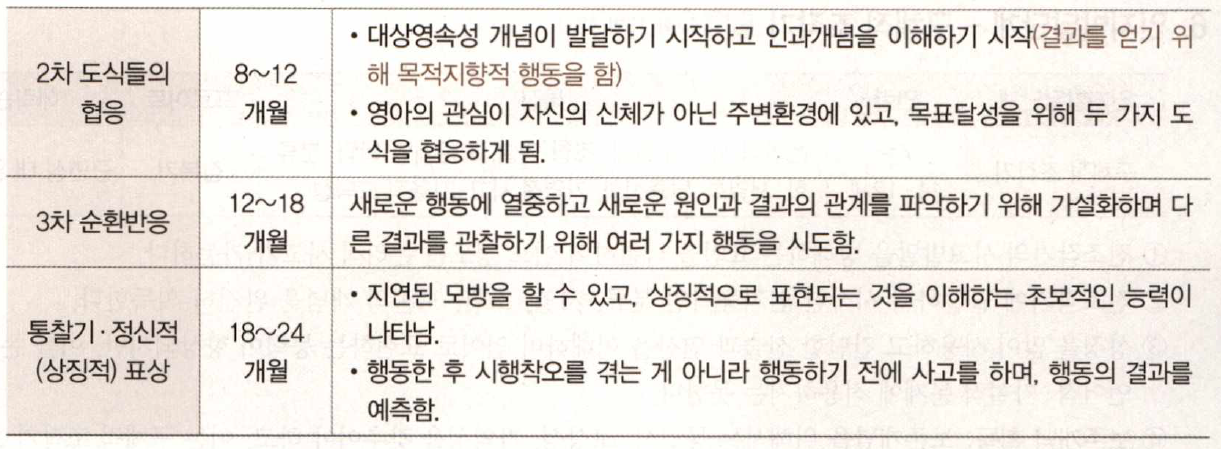 2차 도식들의
협응
8~12
개월
• 대상영속성 개념이 발달하기 시작하고 인과개념을 이해하기 시작(결과를 얻기 위
해 목적지향적 행동을 함)
• 영아의 관심이 자신의 신체가 아닌 주변환경에 있고, 목표달성을 위해 두 가지 도
식을 협응하게 됨.
3차 순환반응
12~18
개월
새로운 행동에 열중하고 새로운 원인과 결과의 관계를 파악하기 위해 가설화하며 다
른 결과를 관찰하기 위해 여러 가지 행동을 시도함.
통찰기·정신적
(상징적) 표상
18~24
개월
• 지연된 모방을 할 수 있고, 상징적으로 표현되는 것을 이해하는 초보적인 능력이
나타남.
• 행동한 후 시행착오를 겪는 게 아니라 행동하기 전에 사고를 하며, 행동의 결과를
예측함.